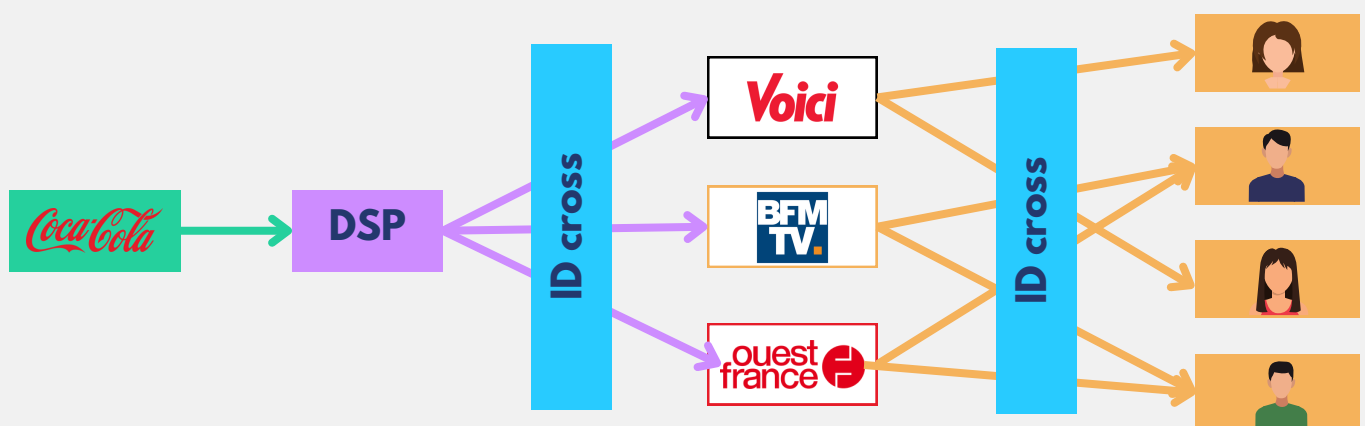 Coca-Cola
DSP
ID cross
Voici
BFM
TV.
ouest
france
ID cross